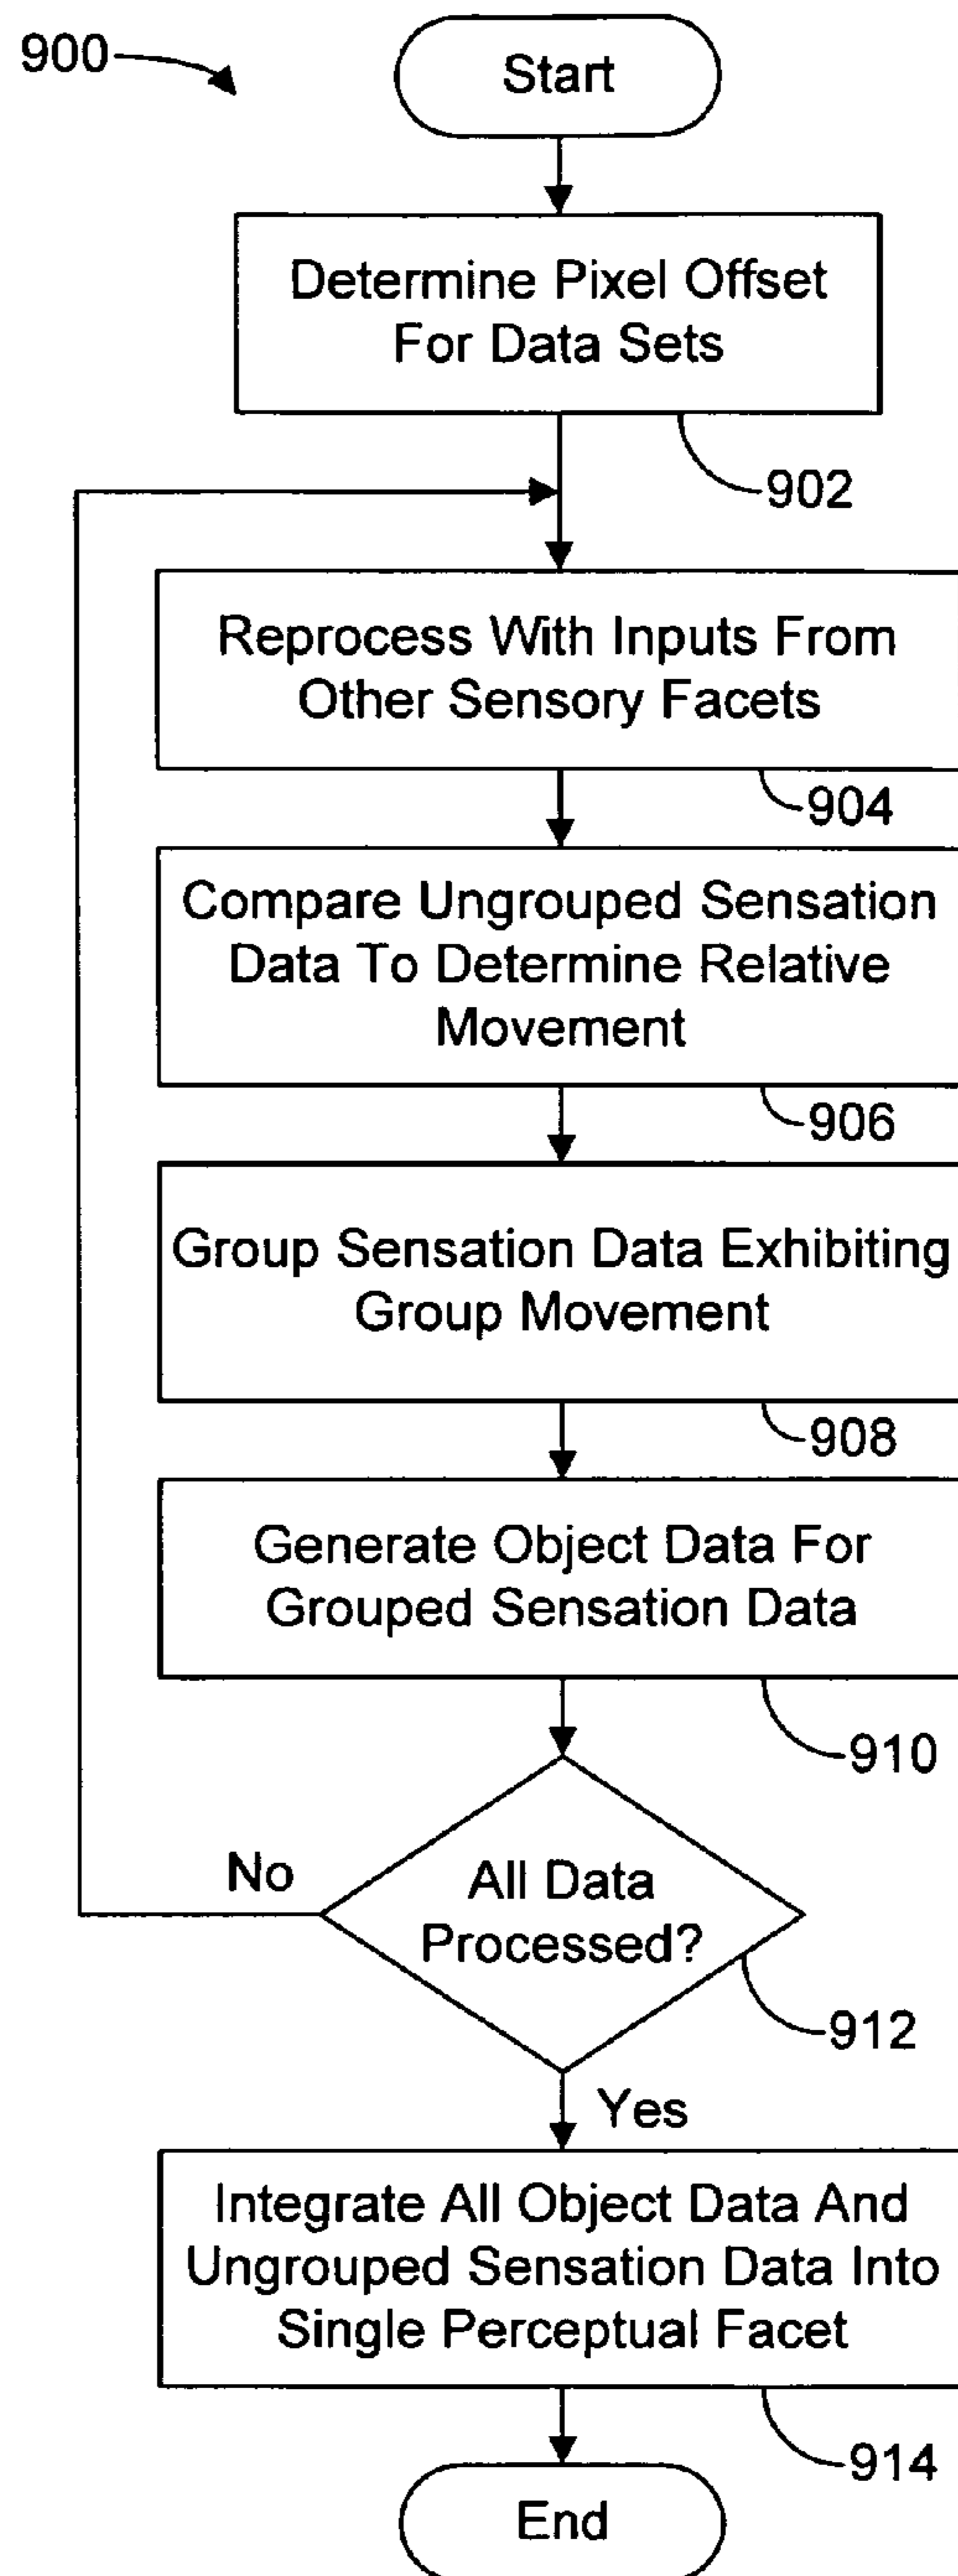 900
Start
Determine Pixel Offset
For Data Sets
902
Reprocess With Inputs From
Other Sensory Facets
904
Compare Ungrouped Sensation
Data To Determine Relative
Movement
906
Group Sensation Data Exhibiting
Group Movement
908
Generate Object Data For
Grouped Sensation Data
910
No
All Data
Processed?
912
Yes
Integrate All Object Data And
Ungrouped Sensation Data Into
Single Perceptual Facet
914
End